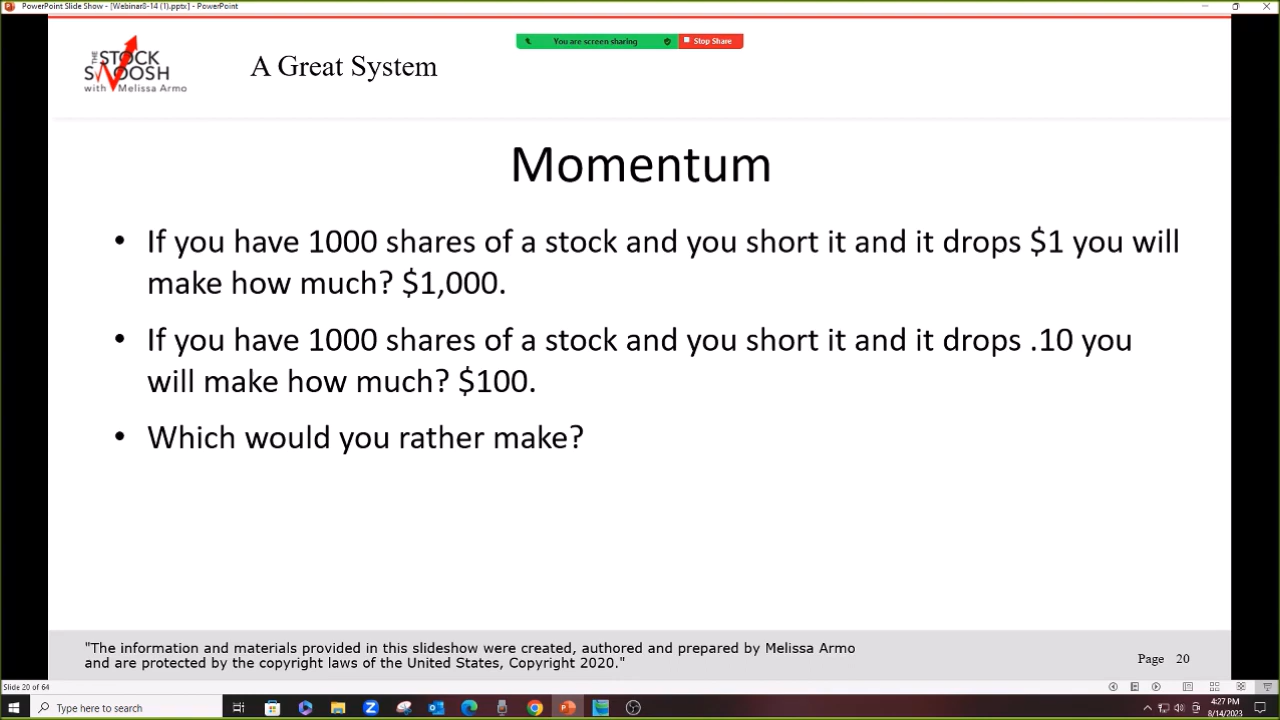 PowerPoint Slide Show - [Webinar8-14 (1).pptx] - PowerPoint
You are screen sharing
Stop Share
THE STOCK
SWOOSH
with Melissa Armo
A Great System
Momentum
• If you have 1000 shares of a stock and you short it and it drops $1 you will
make how much? $1,000.
• If you have 1000 shares of a stock and you short it and it drops .10 you
will make how much? $100.
• Which would you rather make?
"The information and materials provided in this slideshow were created, authored and prepared by Melissa Armo
and are protected by the copyright laws of the United States, Copyright 2020."
Page 20
Slide 20 of 64
Type here to search
4:27 PM
8/14/2023